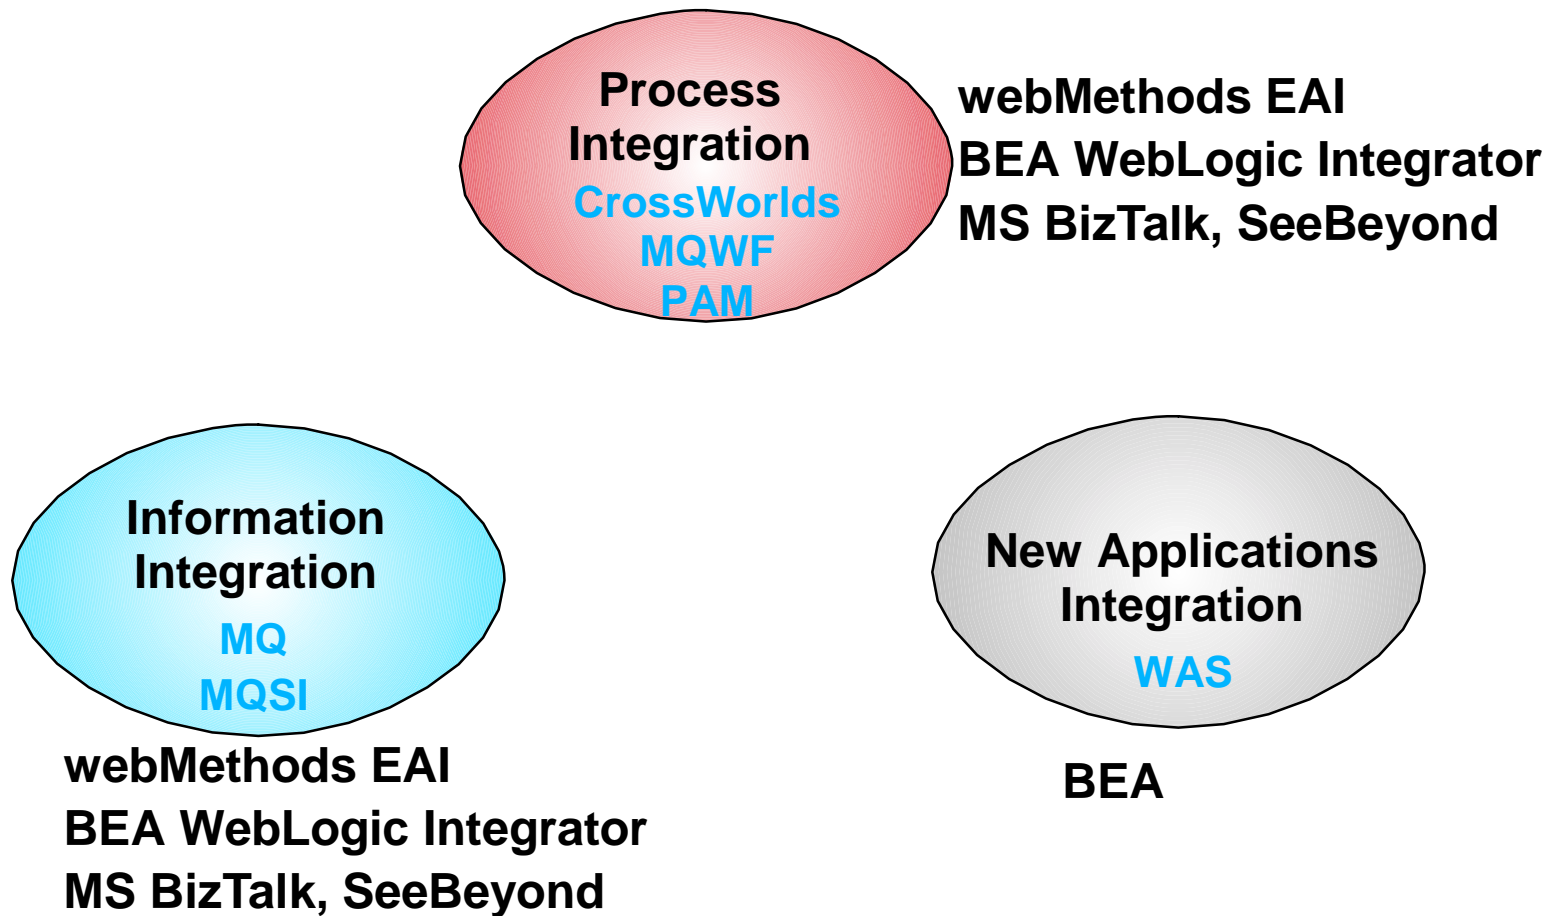 Process
Integration
CrossWorlds
MQWF
PAM
webMethods EAI
BEA WebLogic Integrator
MS BizTalk, SeeBeyond
Information
Integration
MQ
MQSI
webMethods EAI
BEA WebLogic Integrator
MS BizTalk, SeeBeyond
New Applications
Integration
WAS
BEA